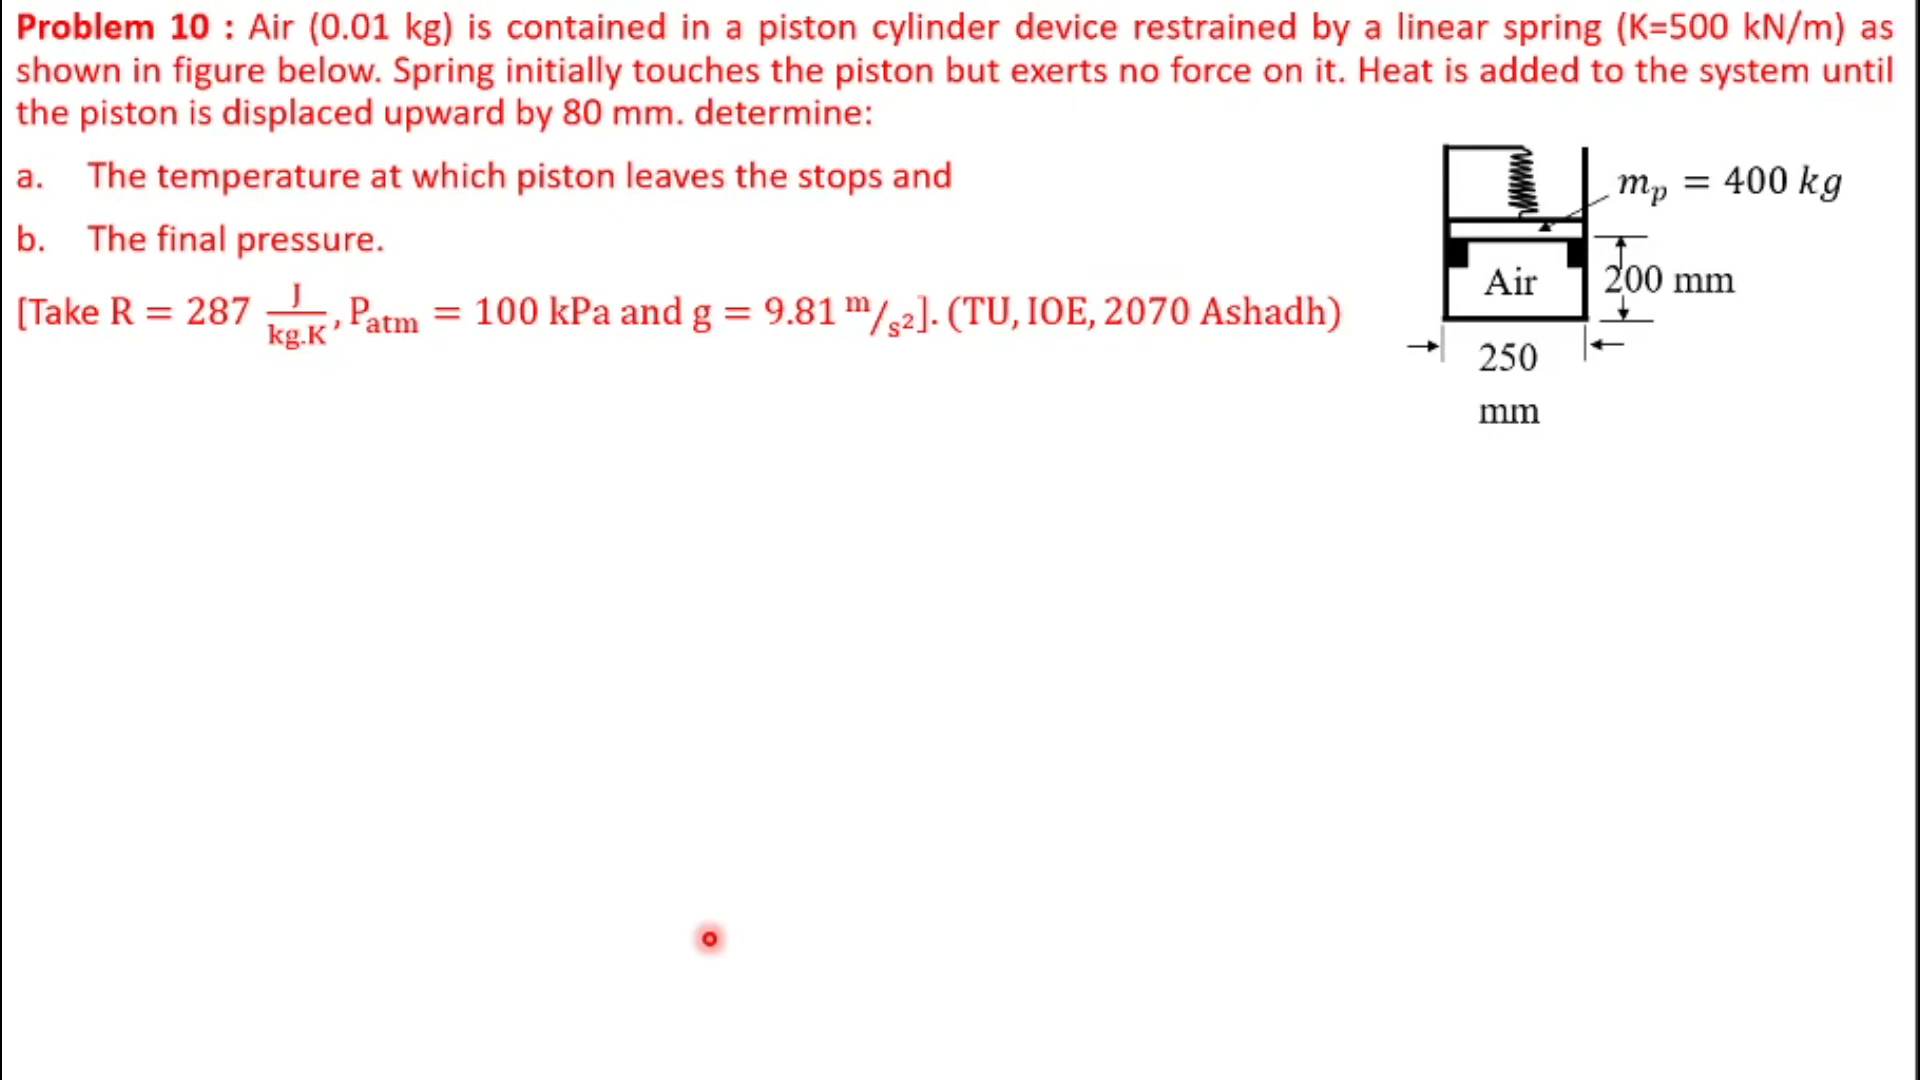 Problem 10 : Air (0.01 kg) is contained in a piston cylinder device restrained by a linear spring (K=500 kN/m) as
shown in figure below. Spring initially touches the piston but exerts no force on it. Heat is added to the system until
the piston is displaced upward by 80 mm. determine:
a. The temperature at which piston leaves the stops and
b. The final pressure.
[Take R = 287 J/kg.K, Patm = 100 kPa and g = 9.81 m/s²]. (TU, IOE, 2070 Ashadh)
mp = 400 kg
Air
200 mm
250
mm